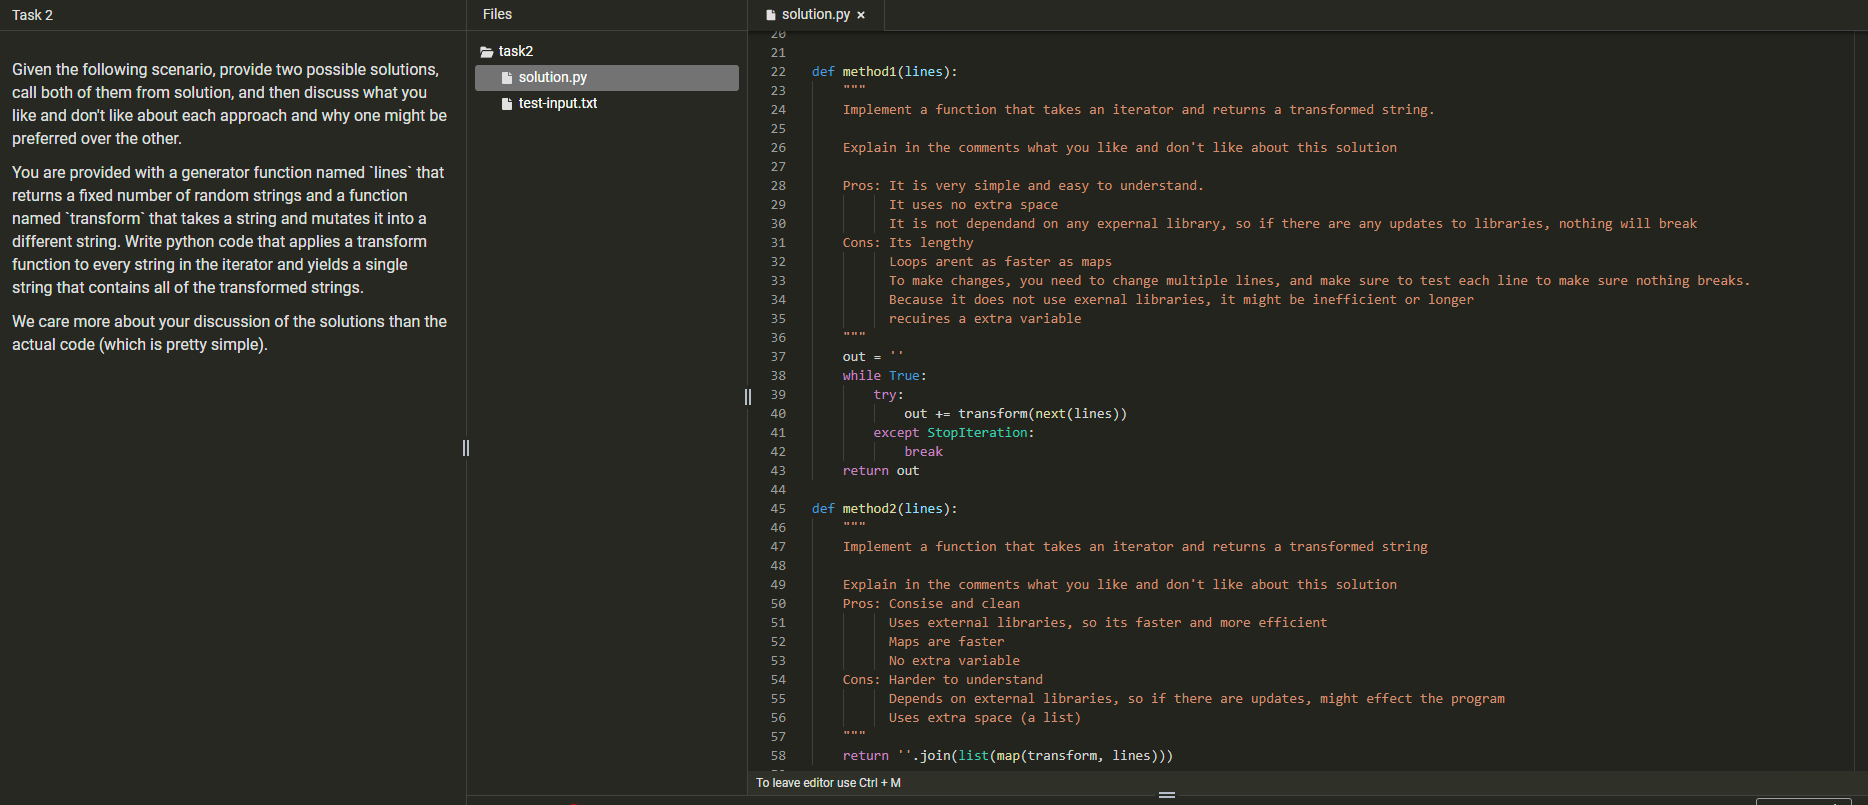 Task 2
Given the following scenario, provide two possible solutions,
call both of them from solution, and then discuss what you
like and don't like about each approach and why one might be
preferred over the other.
You are provided with a generator function named `lines` that
returns a fixed number of random strings and a function
named `transform` that takes a string and mutates it into a
different string. Write python code that applies a transform
function to every string in the iterator and yields a single
string that contains all of the transformed strings.
We care more about your discussion of the solutions than the
actual code (which is pretty simple).
Files
task2
solution.py
test-input.txt
solution.py ×
20
21
22 def method1(lines):
23 """
24 Implement a function that takes an iterator and returns a transformed string.
25
26 Explain in the comments what you like and don't like about this solution
27
28 Pros: It is very simple and easy to understand.
29 It uses no extra space
30 It is not dependand on any expernal library, so if there are any updates to libraries, nothing will break
31 Cons: Its lengthy
32 Loops arent as faster as maps
33 To make changes, you need to change multiple lines, and make sure to test each line to make sure nothing breaks.
34 Because it does not use exernal libraries, it might be inefficient or longer
35 recuires a extra variable
36 """
37 out = ''
38 while True:
39 try:
40 out += transform(next(lines))
41 except StopIteration:
42 break
43 return out
44
45 def method2(lines):
46 """
47 Implement a function that takes an iterator and returns a transformed string
48
49 Explain in the comments what you like and don't like about this solution
50 Pros: Consise and clean
51 Uses external libraries, so its faster and more efficient
52 Maps are faster
53 No extra variable
54 Cons: Harder to understand
55 Depends on external libraries, so if there are updates, might effect the program
56 Uses extra space (a list)
57 """
58 return ''.join(list(map(transform, lines)))
To leave editor use Ctrl + M